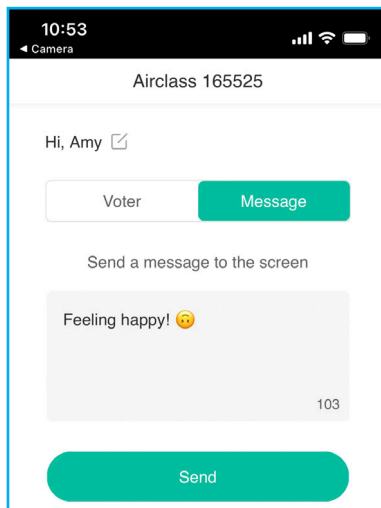 10:53
◀ Camera
Airclass 165525
Hi, Amy
Voter
Message
Send a message to the screen
Feeling happy! 🙃
103
Send